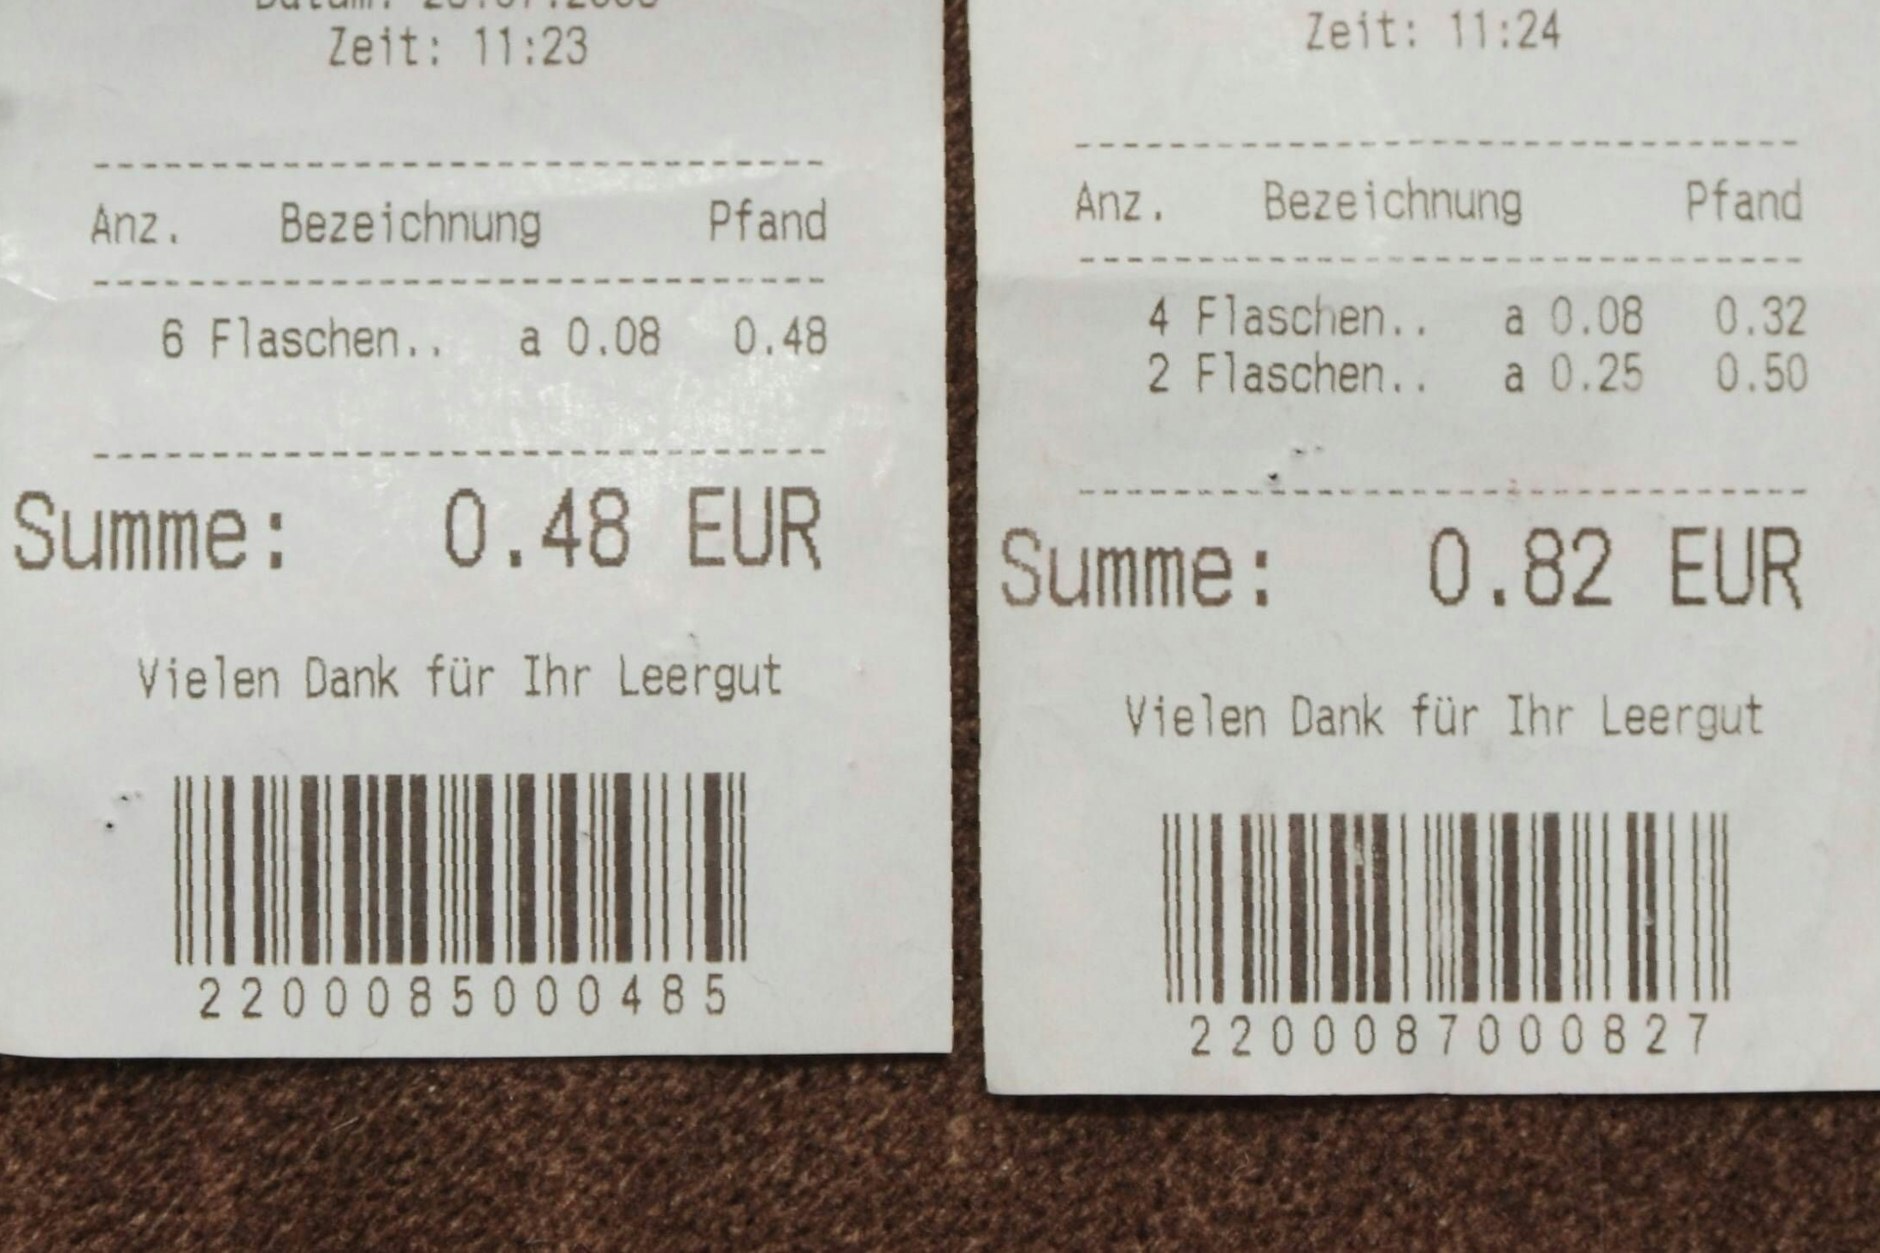 Zeit: 11:23
Anz. Bezeichnung Pfand
6 Flaschen.. a 0.08 0.48
Summe: 0.48 EUR
Vielen Dank für Ihr Leergut
2200085000485
Zeit: 11:24
Anz. Bezeichnung Pfand
4 Flaschen.. a 0.08 0.32
2 Flaschen.. a 0.25 0.50
Summe: 0.82 EUR
Vielen Dank für Ihr Leergut
2200087000827